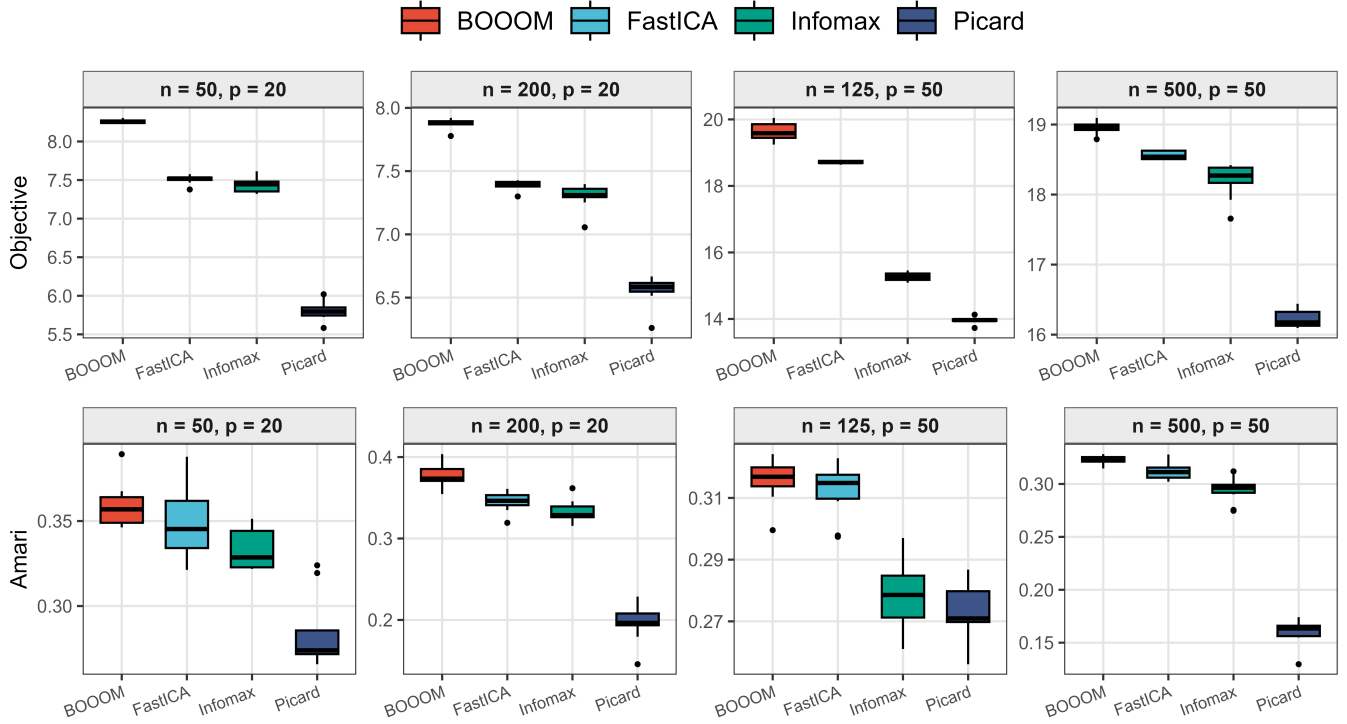 BOOOM FastICA Infomax Picard
n = 50, p = 20
8.0
7.5
7.0
6.5
6.0
5.5
BOOOM FastICA Infomax Picard
n = 200, p = 20
8.0
7.5
7.0
6.5
BOOOM FastICA Infomax Picard
n = 125, p = 50
20
18
16
14
BOOOM FastICA Infomax Picard
n = 500, p = 50
19
18
17
16
BOOOM FastICA Infomax Picard
Objective
n = 50, p = 20
0.35
0.30
BOOOM FastICA Infomax Picard
n = 200, p = 20
0.4
0.3
0.2
BOOOM FastICA Infomax Picard
n = 125, p = 50
0.31
0.29
0.27
BOOOM FastICA Infomax Picard
n = 500, p = 50
0.30
0.25
0.20
0.15
BOOOM FastICA Infomax Picard
Amari